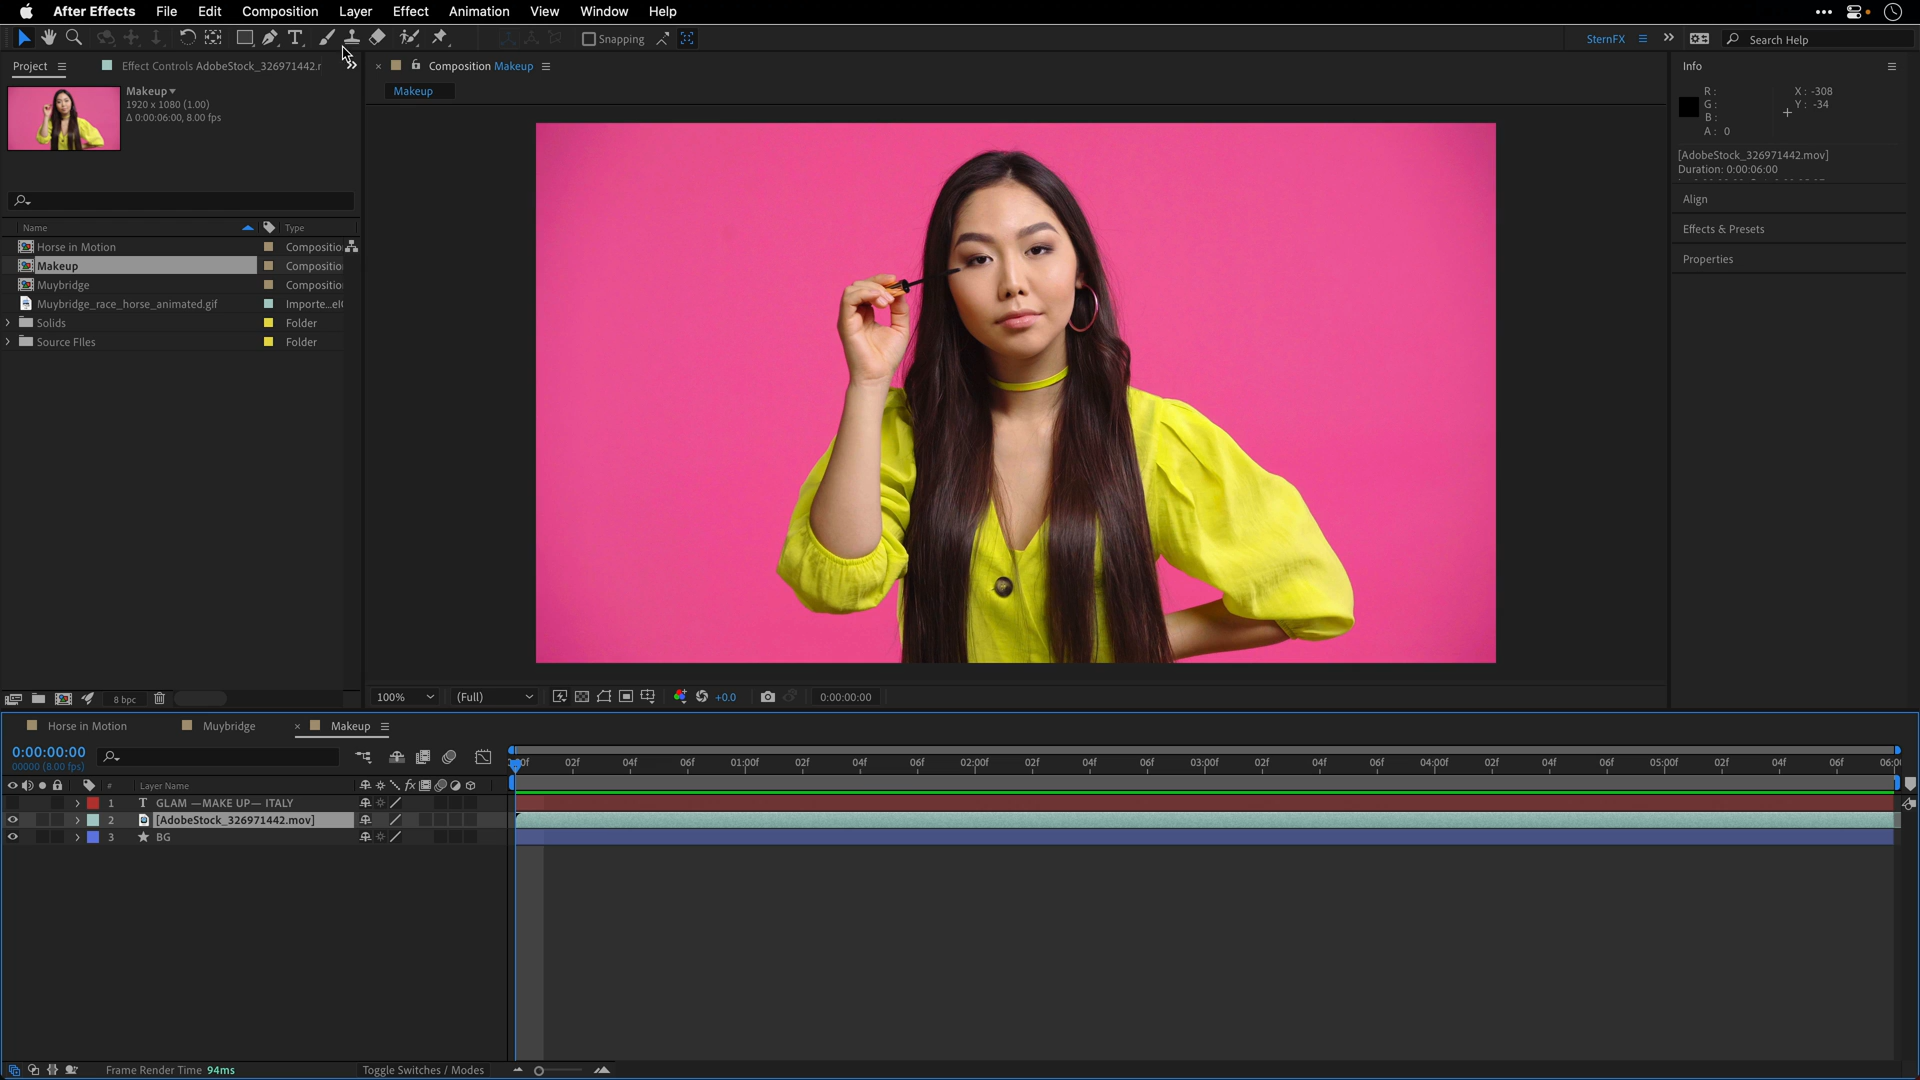 After Effects File Edit Composition Layer Effect Animation View Window Help
Snapping
SternFX
Search Help
Project
Effect Controls AdobeStock_326971442.r
Composition Makeup
Makeup
Info
Makeup
1920 x 1080 (1.00)
Δ 0:00:06:00, 8.00 fps
R :
G :
B :
A : 0
X : -308
Y : -34
[AdobeStock_326971442.mov]
Duration: 0:00:06:00
Align
Effects & Presets
Properties
Name Type
Horse in Motion Compositio
Makeup Compositio
Muybridge Compositio
Muybridge_race_horse_animated.gif Importe...eI
Solids Folder
Source FIles Folder
8 bpc
100% (Full) +0.0 0:00:00:00
Horse in Motion Muybridge Makeup
0:00:00:00
00000 (8.00 fps)
02f 04f 06f 01:00f 02f 04f 06f 02:00f 02f 04f 06f 03:00f 02f 04f 06f 04:00f 02f 04f 06f 05:00f 02f 04f 06f 06:0
# Layer Name
1 T GLAM —MAKE UP— ITALY
2 [AdobeStock_326971442.mov]
3 BG
Frame Render Time 94ms
Toggle Switches / Modes